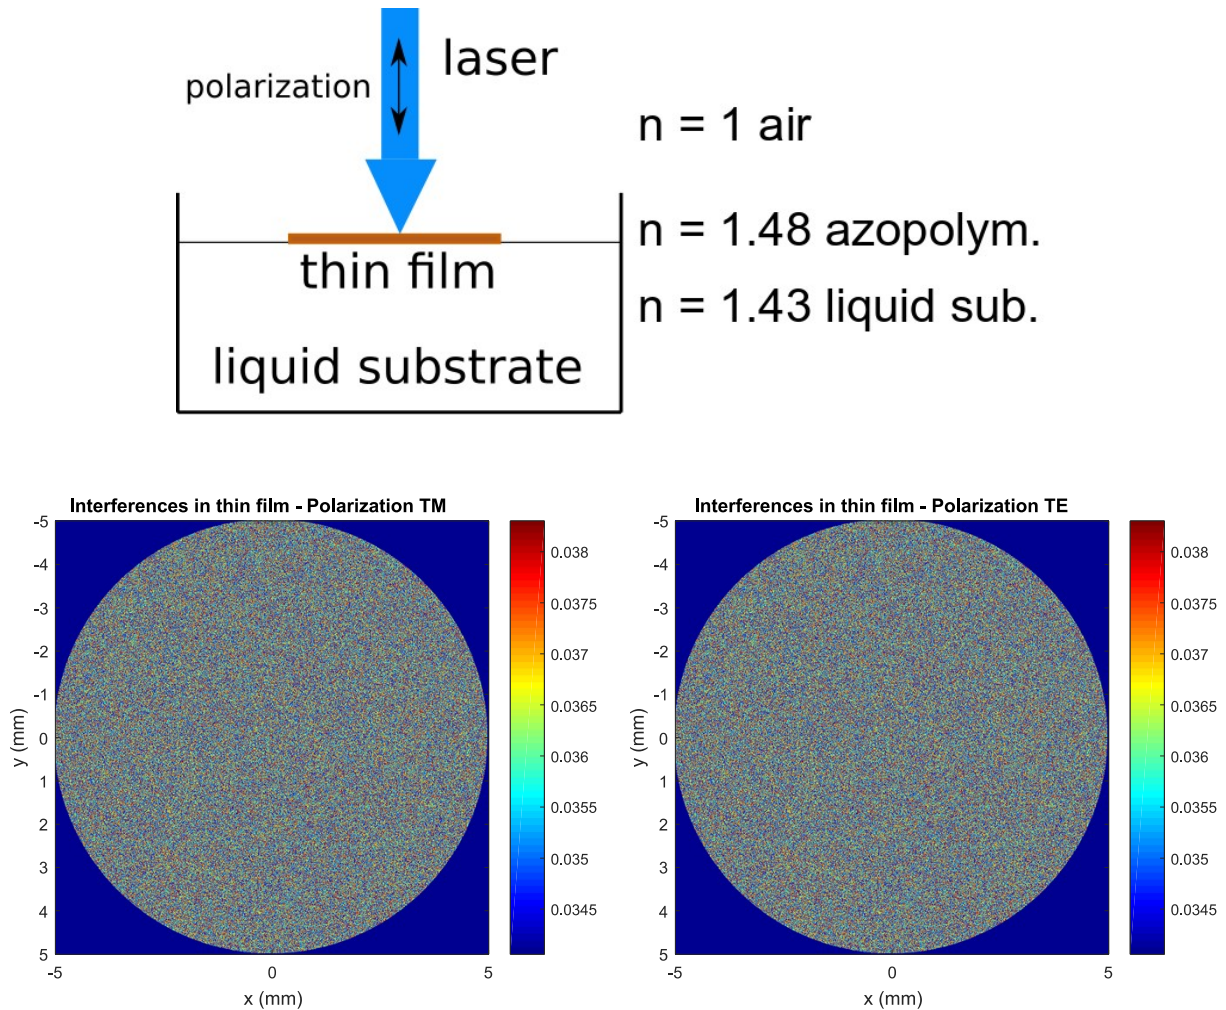 laser
polarization
n = 1 air
n = 1.48 azopolym.
thin film
n = 1.43 liquid sub.
liquid substrate
Interferences in thin film - Polarization TM
-5
-4
-3
-2
-1
0
1
2
3
4
5
y (mm)
-5 0 5
x (mm)
0.038
0.0375
0.037
0.0365
0.036
0.0355
0.035
0.0345
Interferences in thin film - Polarization TE
-5
-4
-3
-2
-1
0
1
2
3
4
5
y (mm)
-5 0 5
x (mm)
0.038
0.0375
0.037
0.0365
0.036
0.0355
0.035
0.0345